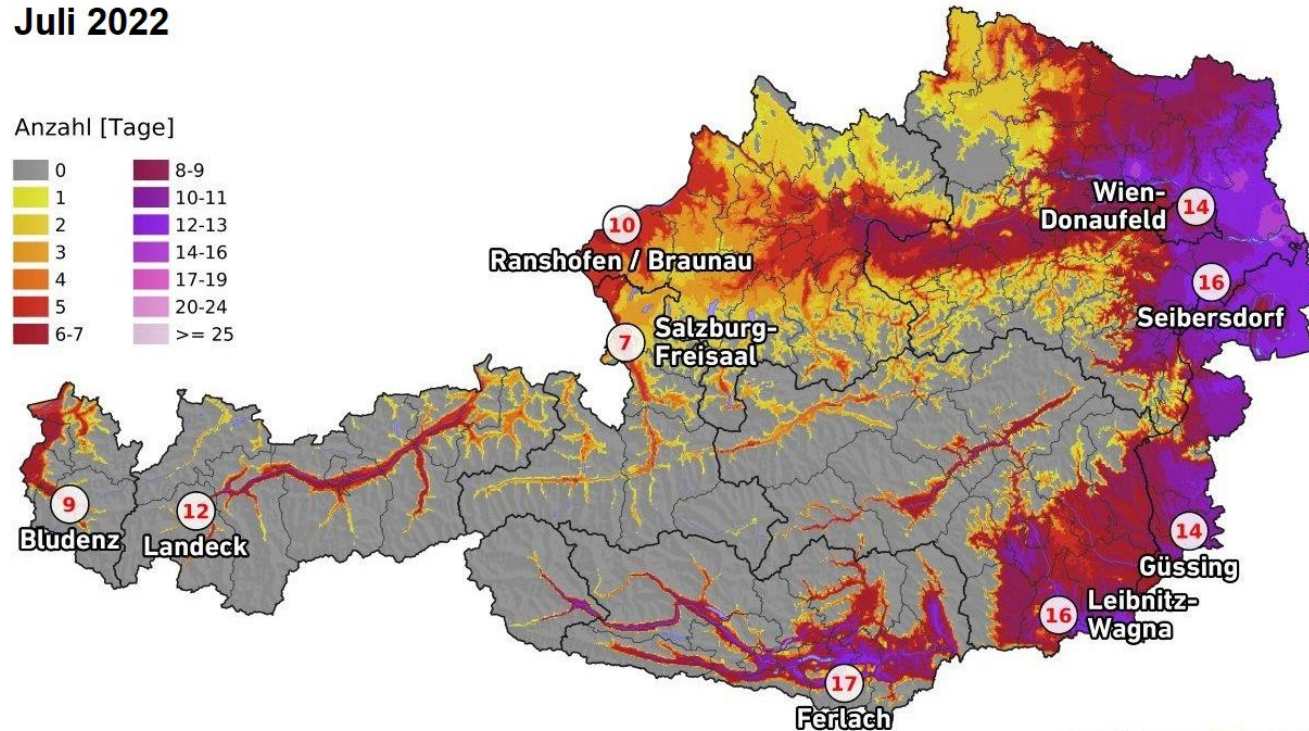 Juli 2022
Anzahl [Tage]
0
1
2
3
4
5
6-7
8-9
10-11
12-13
14-16
17-19
20-24
>= 25
Wien-
Donaufeld
14
10
Ranshofen / Braunau
16
Seibersdorf
7
Salzburg-
Freisaal
9
Bludenz
12
Landeck
14
Güssing
16
Leibnitz-
Wagna
17
Ferlach